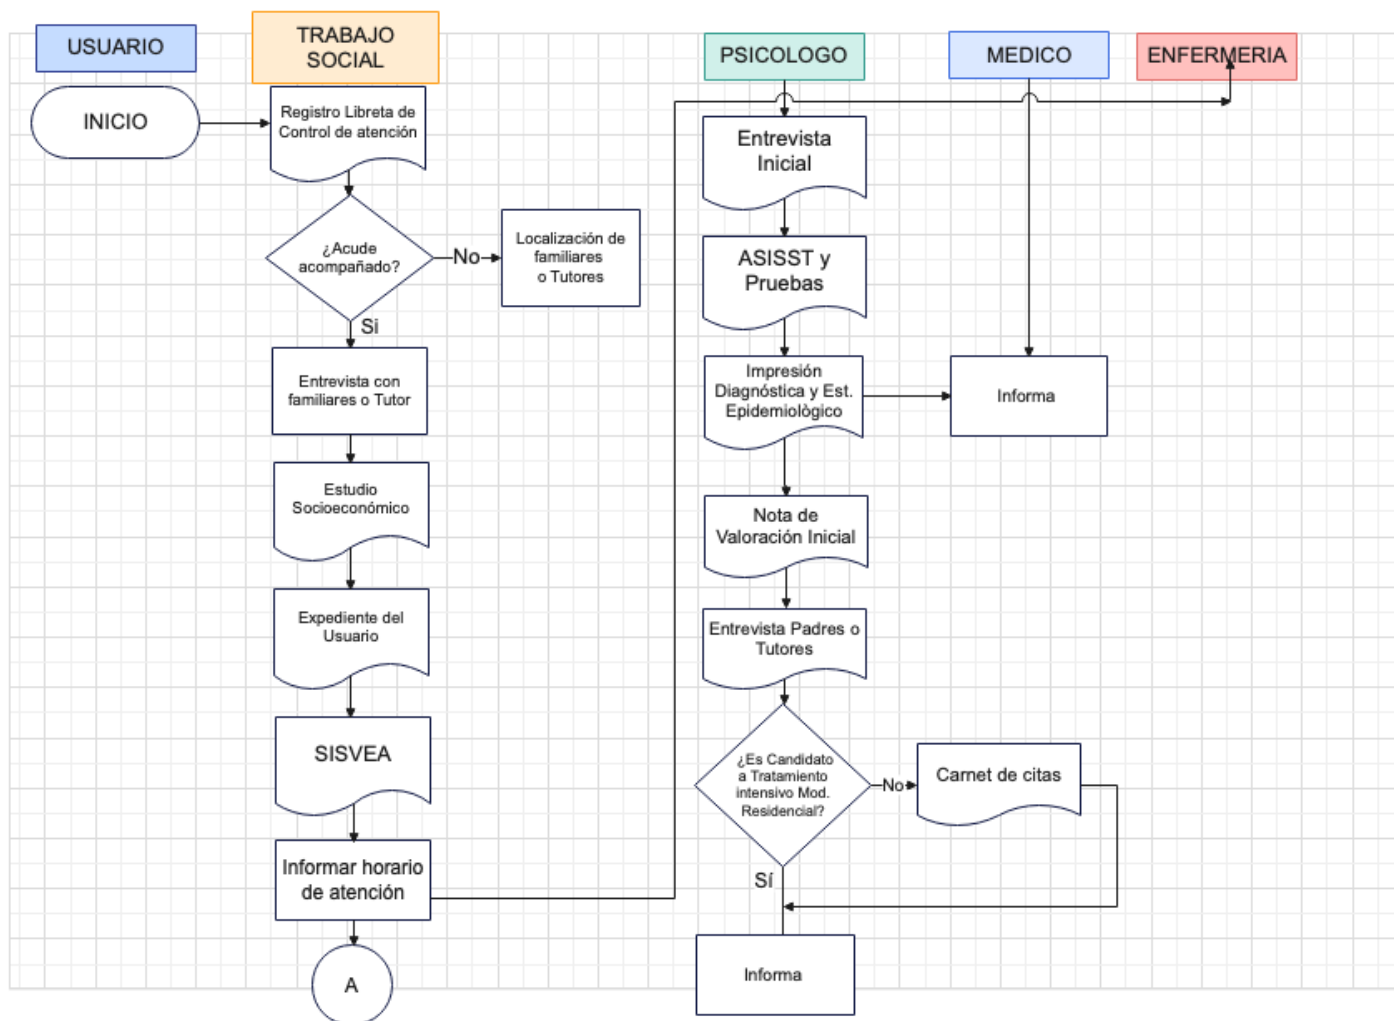 USUARIO
TRABAJO
SOCIAL
PSICOLOGO
MEDICO
ENFERMERIA
INICIO
Registro Libreta de
Control de atención
¿Acude
acompañado?
No
Localización de
familiares
o Tutores
Si
Entrevista con
familiares o Tutor
Estudio
Socioeconómico
Expediente del
Usuario
SISVEA
Informar horario
de atención
A
Entrevista
Inicial
ASISST y
Pruebas
Impresión
Diagnóstica y Est.
Epidemiològico
Informa
Nota de
Valoración Inicial
Entrevista Padres o
Tutores
¿Es Candidato
a Tratamiento
intensivo Mod.
Residencial?
No
Carnet de citas
Sí
Informa